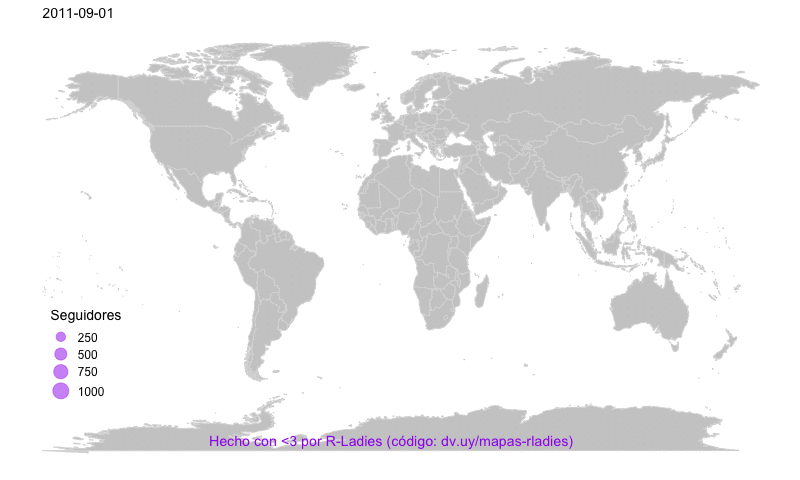 2011-09-01
Seguidores
250
500
750
1000
Hecho con <3 por R-Ladies (código: dv.uy/mapas-rladies)